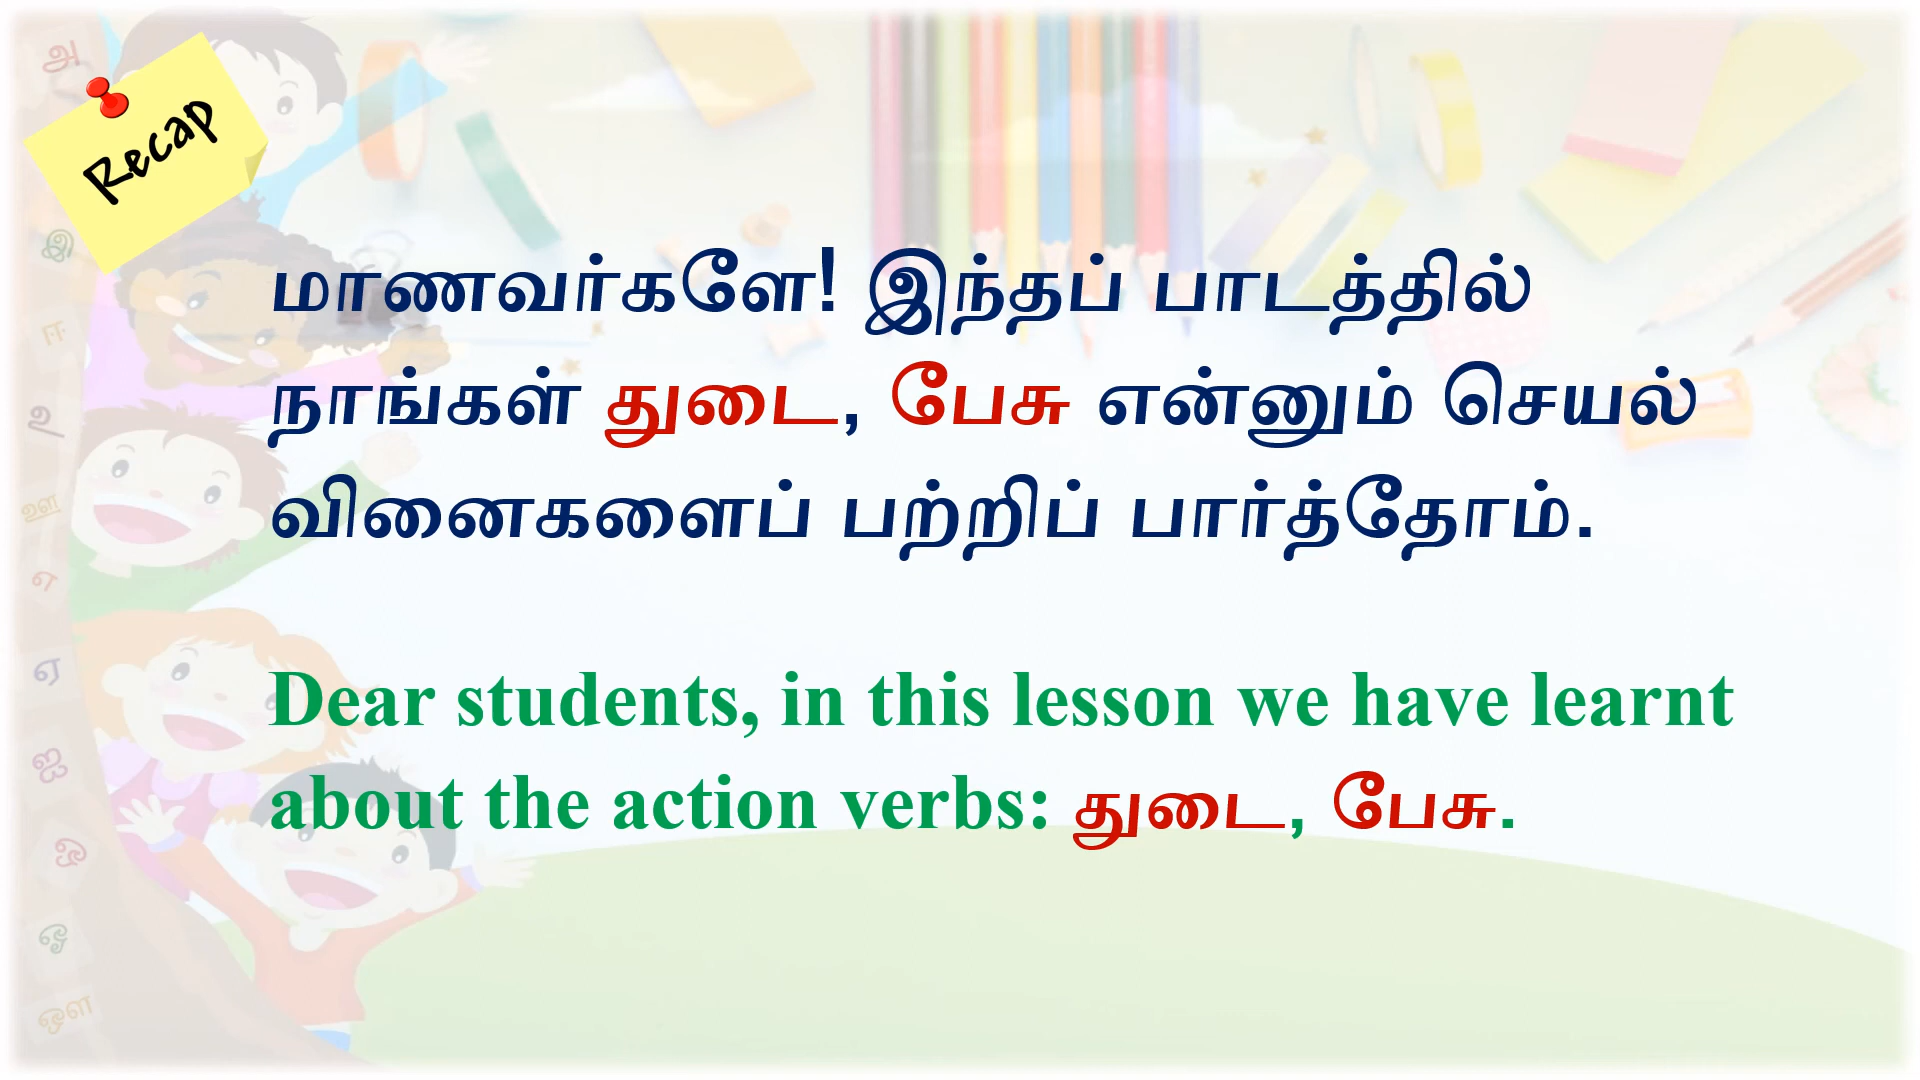 Recap
மாணவர்களே! இந்தப் பாடத்தில்
நாங்கள் துடை, பேசு என்னும் செயல்
வினைகளைப் பற்றிப் பார்த்தோம்.
Dear students, in this lesson we have learnt
about the action verbs: துடை, பேசு.
அ
இ
ஈ
உ
ஊ
எ
ஏ
ஐ
ஒ
ஓ
ஔ